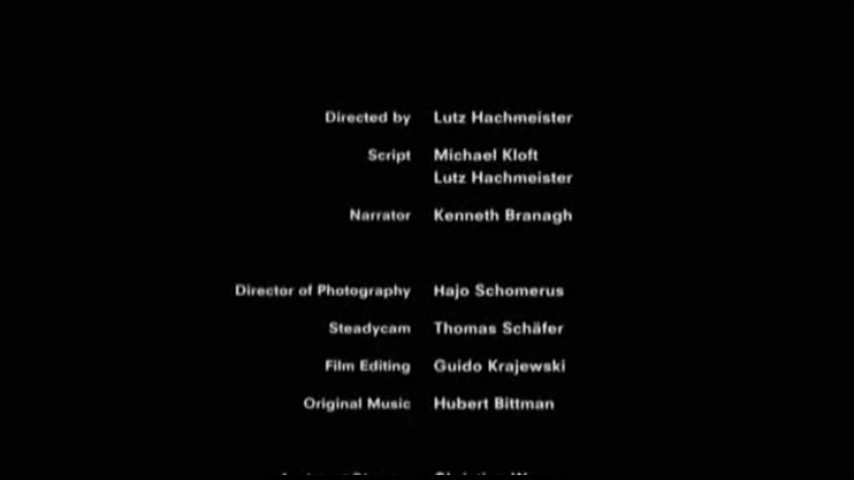 Directed by Lutz Hachmeister
Script Michael Kloft
Lutz Hachmeister
Narrator Kenneth Branagh
Director of Photography Hajo Schomerus
Steadycam Thomas Schäfer
Film Editing Guido Krajewski
Original Music Hubert Bittman